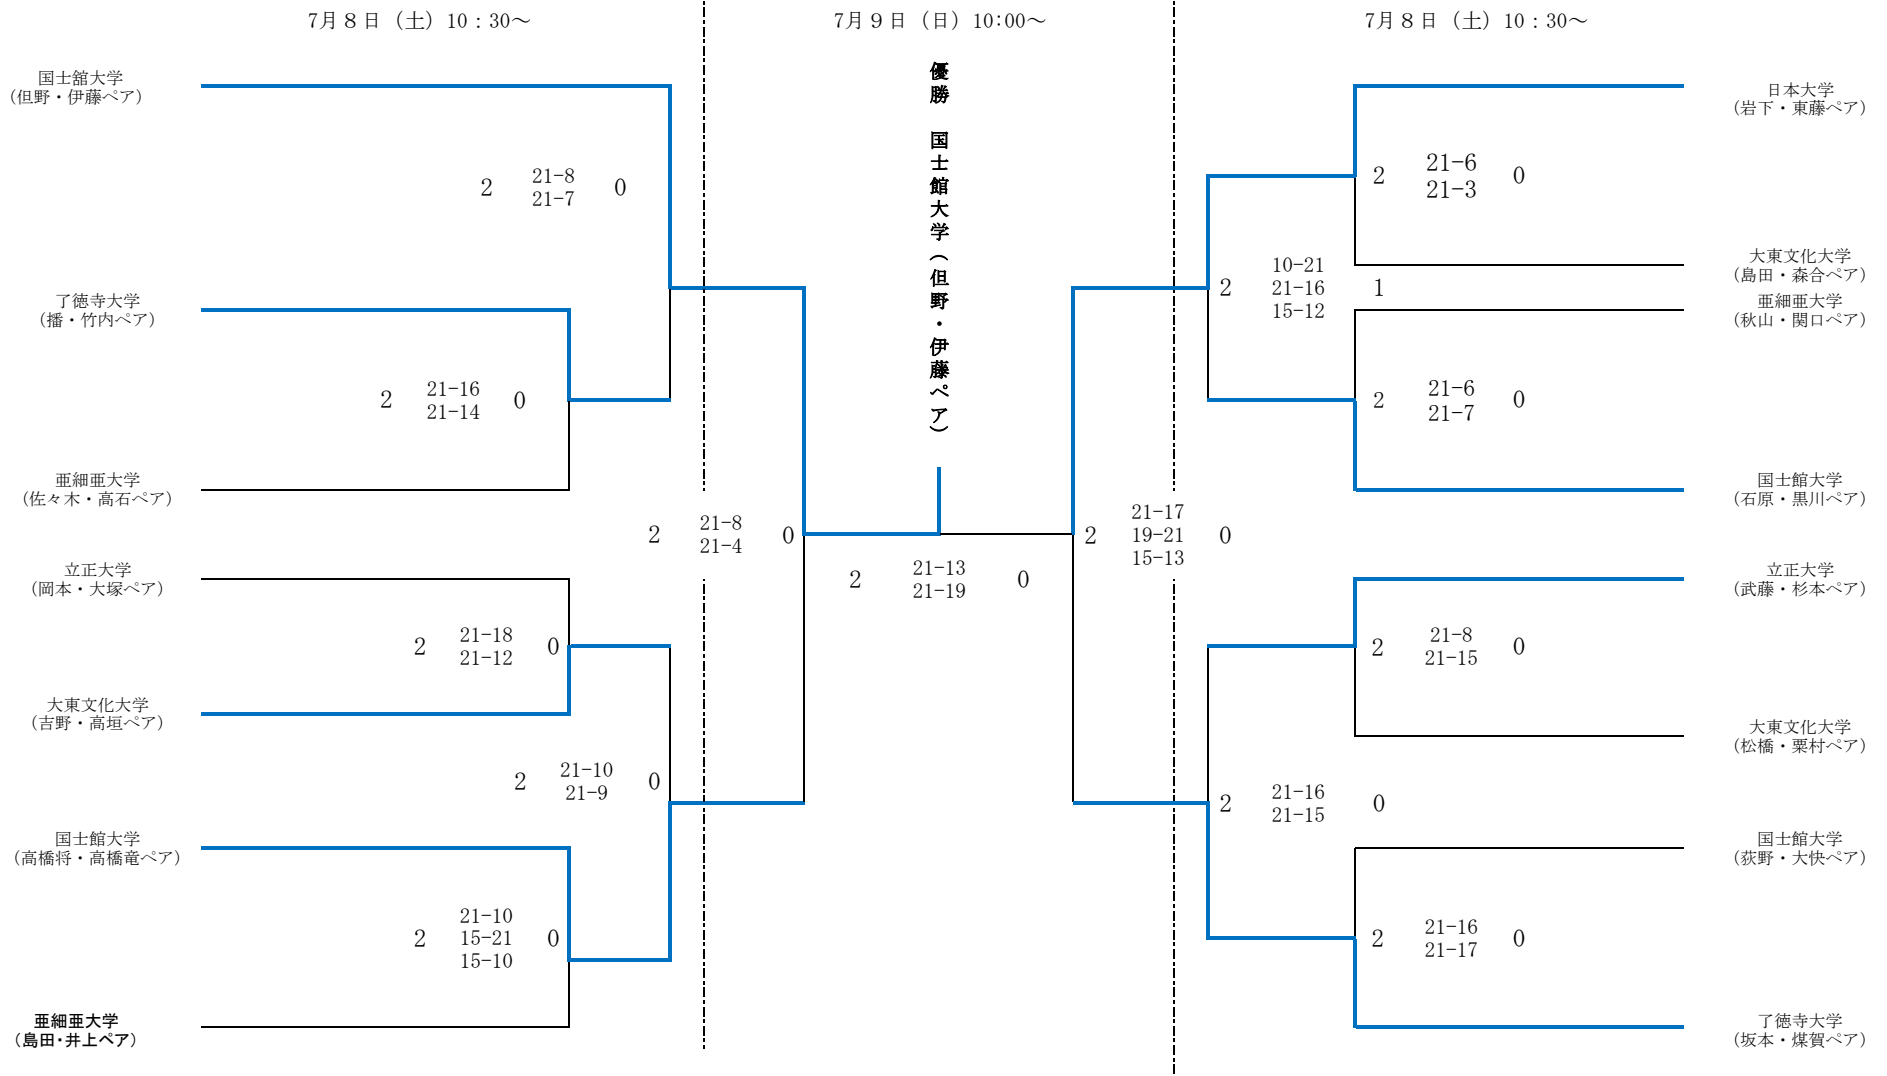 7月８日（土）10：30～
7月９日（日）10:00～
7月８日（土）10：30～
優勝　国士館大学（但野・伊藤ペア）
国士舘大学
（但野・伊藤ペア）
2 21-8 0
21-7
了徳寺大学
（播・竹内ペア）
2 21-16 0
21-14
亜細亜大学
（佐々木・高石ペア）
2 21-8 0
21-4
立正大学
（岡本・大塚ペア）
2 21-18 0
21-12
大東文化大学
（吉野・高垣ペア）
2 21-10 0
21-9
国士館大学
（高橋将・高橋竜ペア）
21-10
2 15-21 0
15-10
亜細亜大学
（島田・井上ペア）
2 21-13 0
21-19
日本大学
（岩下・東藤ペア）
2 21-6 0
21-3
大東文化大学
（島田・森合ペア）
10-21
2 21-16 1
15-12
亜細亜大学
（秋山・関口ペア）
2 21-6 0
21-7
国士館大学
（石原・黒川ペア）
21-17
2 19-21 0
15-13
立正大学
（武藤・杉本ペア）
2 21-8 0
21-15
大東文化大学
（松橋・粟村ペア）
2 21-16 0
21-15
国士館大学
（荻野・大快ペア）
2 21-16 0
21-17
了徳寺大学
（坂本・煤賀ペア）